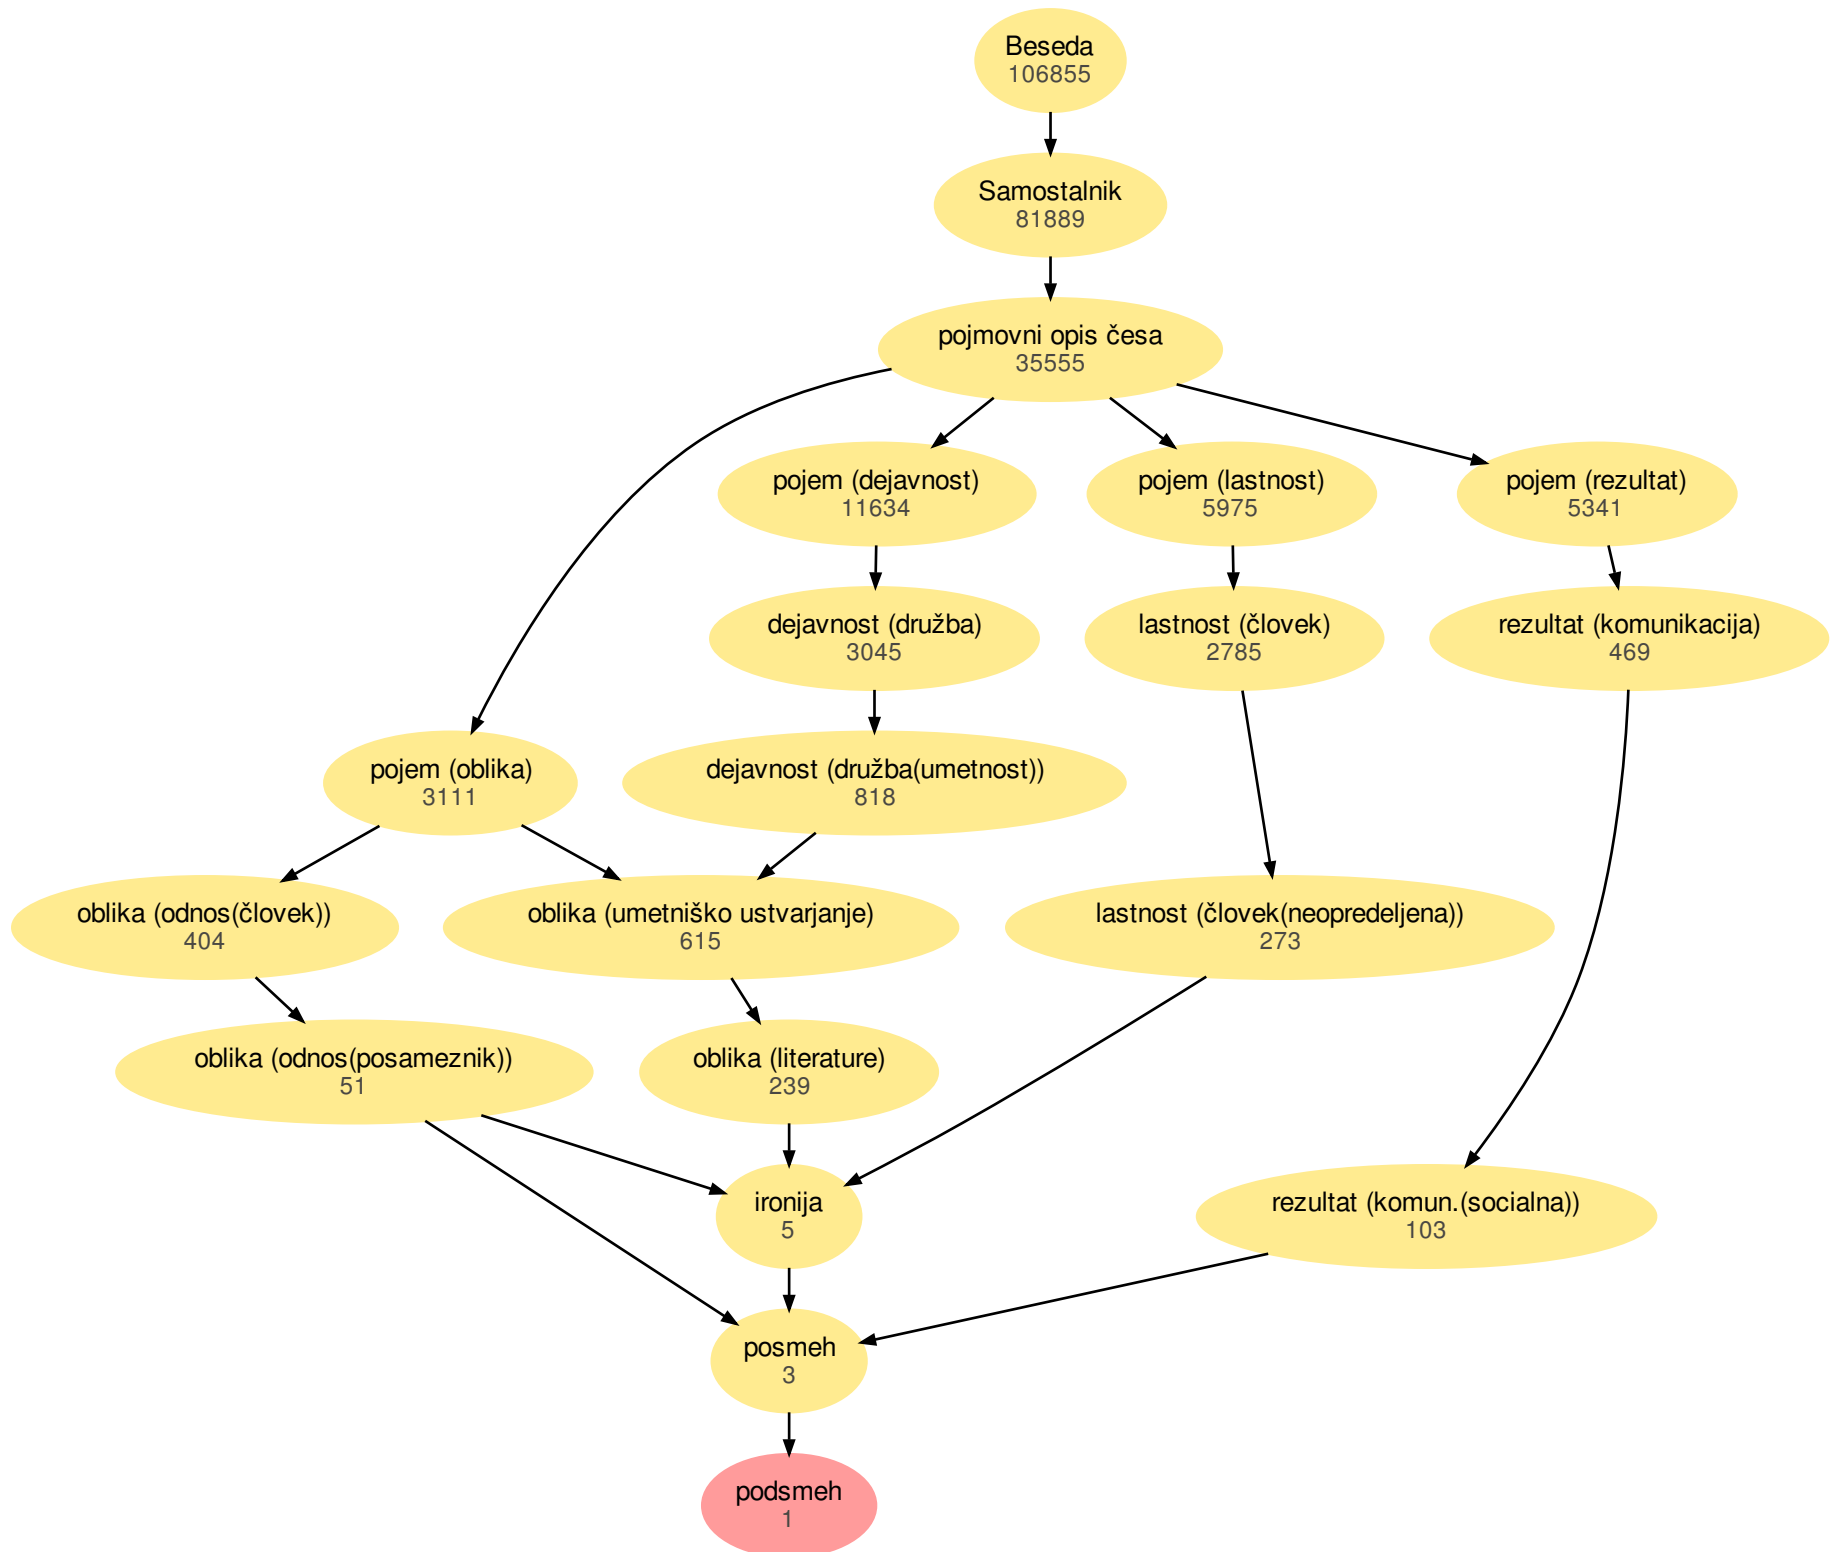 Beseda
106855
Samostalnik
81889
pojmovni opis česa
35555
pojem (dejavnost)
11634
pojem (lastnost)
5975
pojem (rezultat)
5341
dejavnost (družba)
3045
lastnost (človek)
2785
rezultat (komunikacija)
469
pojem (oblika)
3111
dejavnost (družba(umetnost))
818
oblika (odnos(človek))
404
oblika (umetniško ustvarjanje)
615
lastnost (človek(neopredeljena))
273
oblika (odnos(posameznik))
51
oblika (literature)
239
ironija
5
rezultat (komun.(socialna))
103
posmeh
3
podsmeh
1